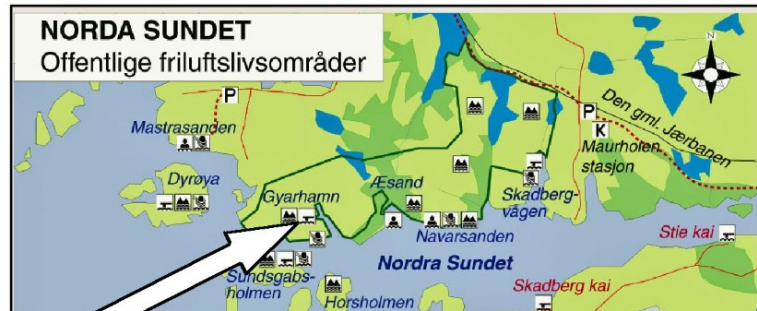 NORDA SUNDET
Offentlige friluftslivsområder
N
P
Mastrasanden
P
K
Den gml. Jærbanen
Maurholen
stasjon
Dyrøya
Gyarhamn
Æsand
Skadberg-
vågen
Navarsanden
Sundsgabs-
holmen
Nordra Sundet
Stie kai
Horsholmen
Skadberg kai